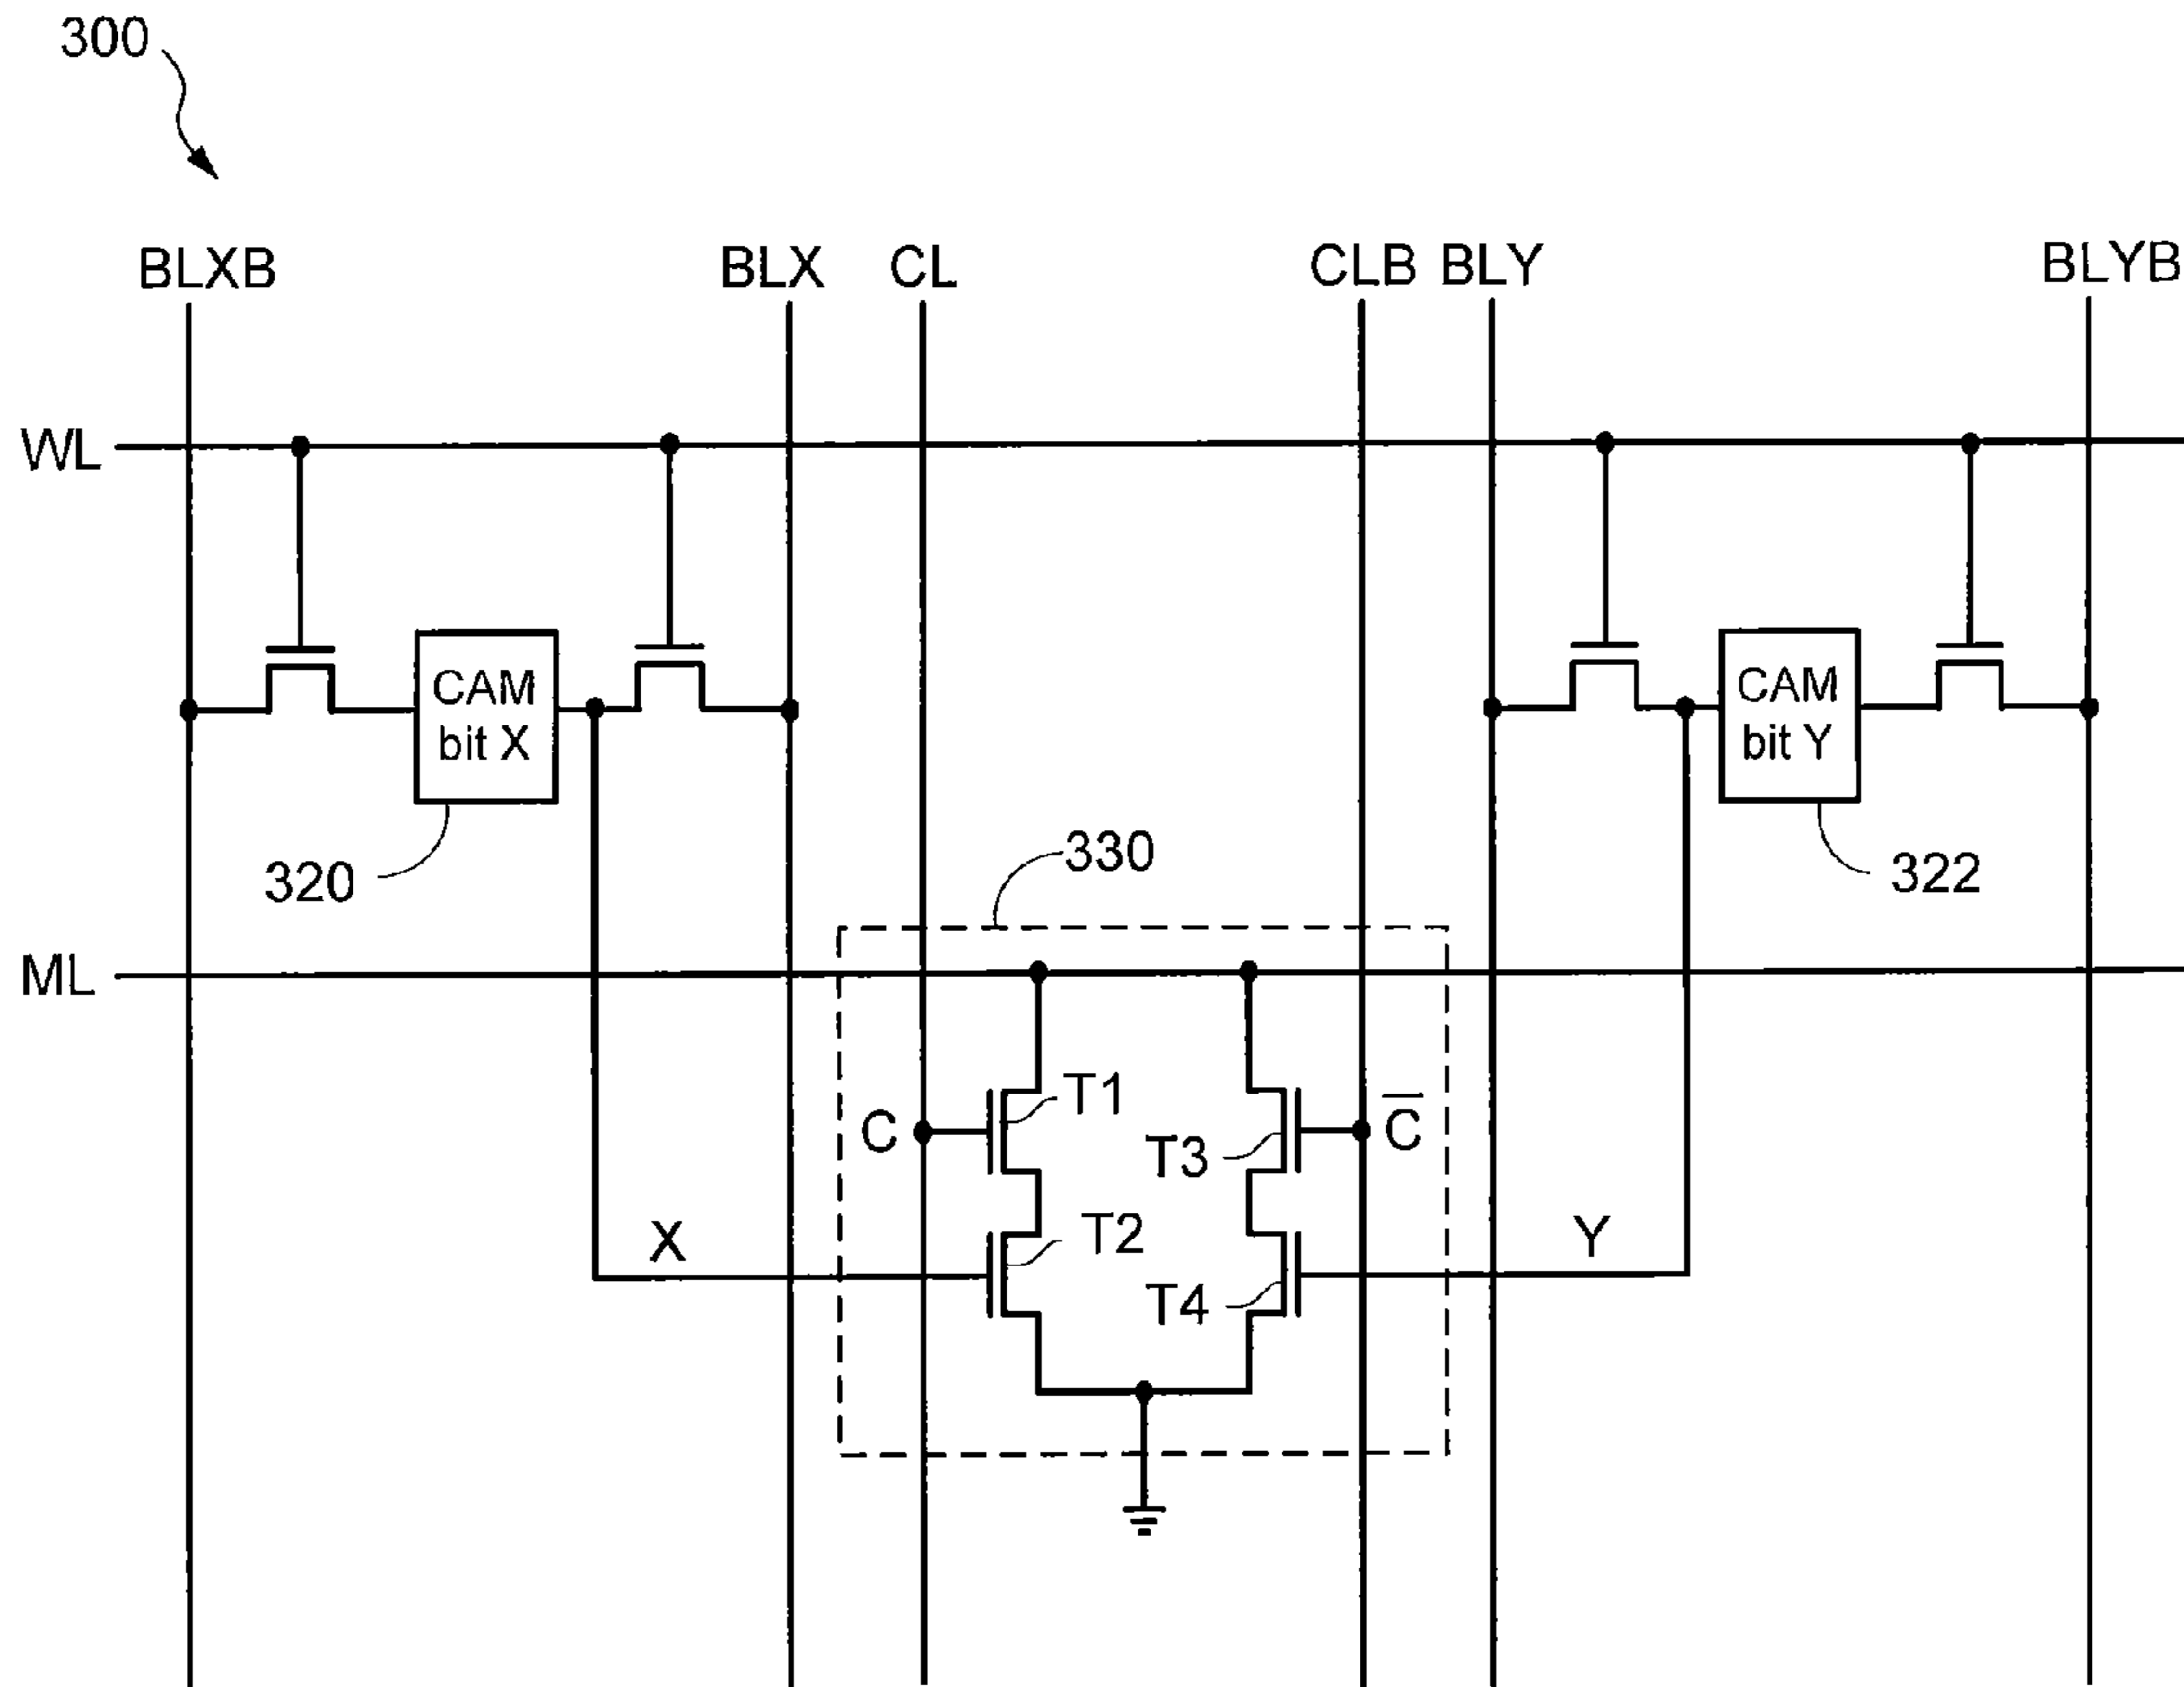 300
BLXB BLX CL CLB BLY BLYB
WL
CAM
bit X
CAM
bit Y
320
330
322
ML
T1
C
C̅
T3
X
T2
Y
T4